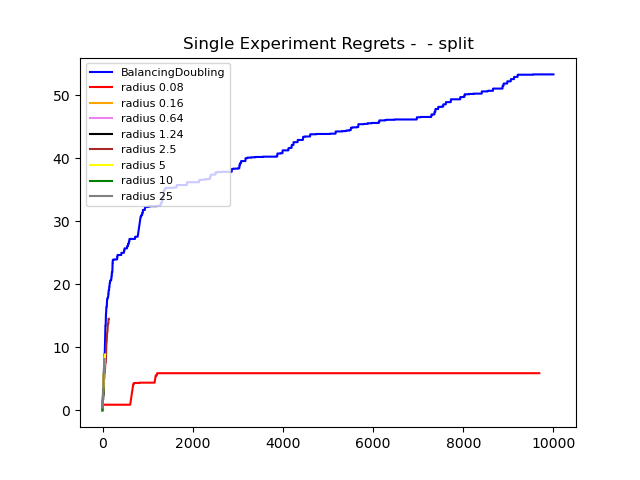 Single Experiment Regrets -  - split
BalancingDoubling
radius 0.08
radius 0.16
radius 0.64
radius 1.24
radius 2.5
radius 5
radius 10
radius 25
50
40
30
20
10
0
0 2000 4000 6000 8000 10000